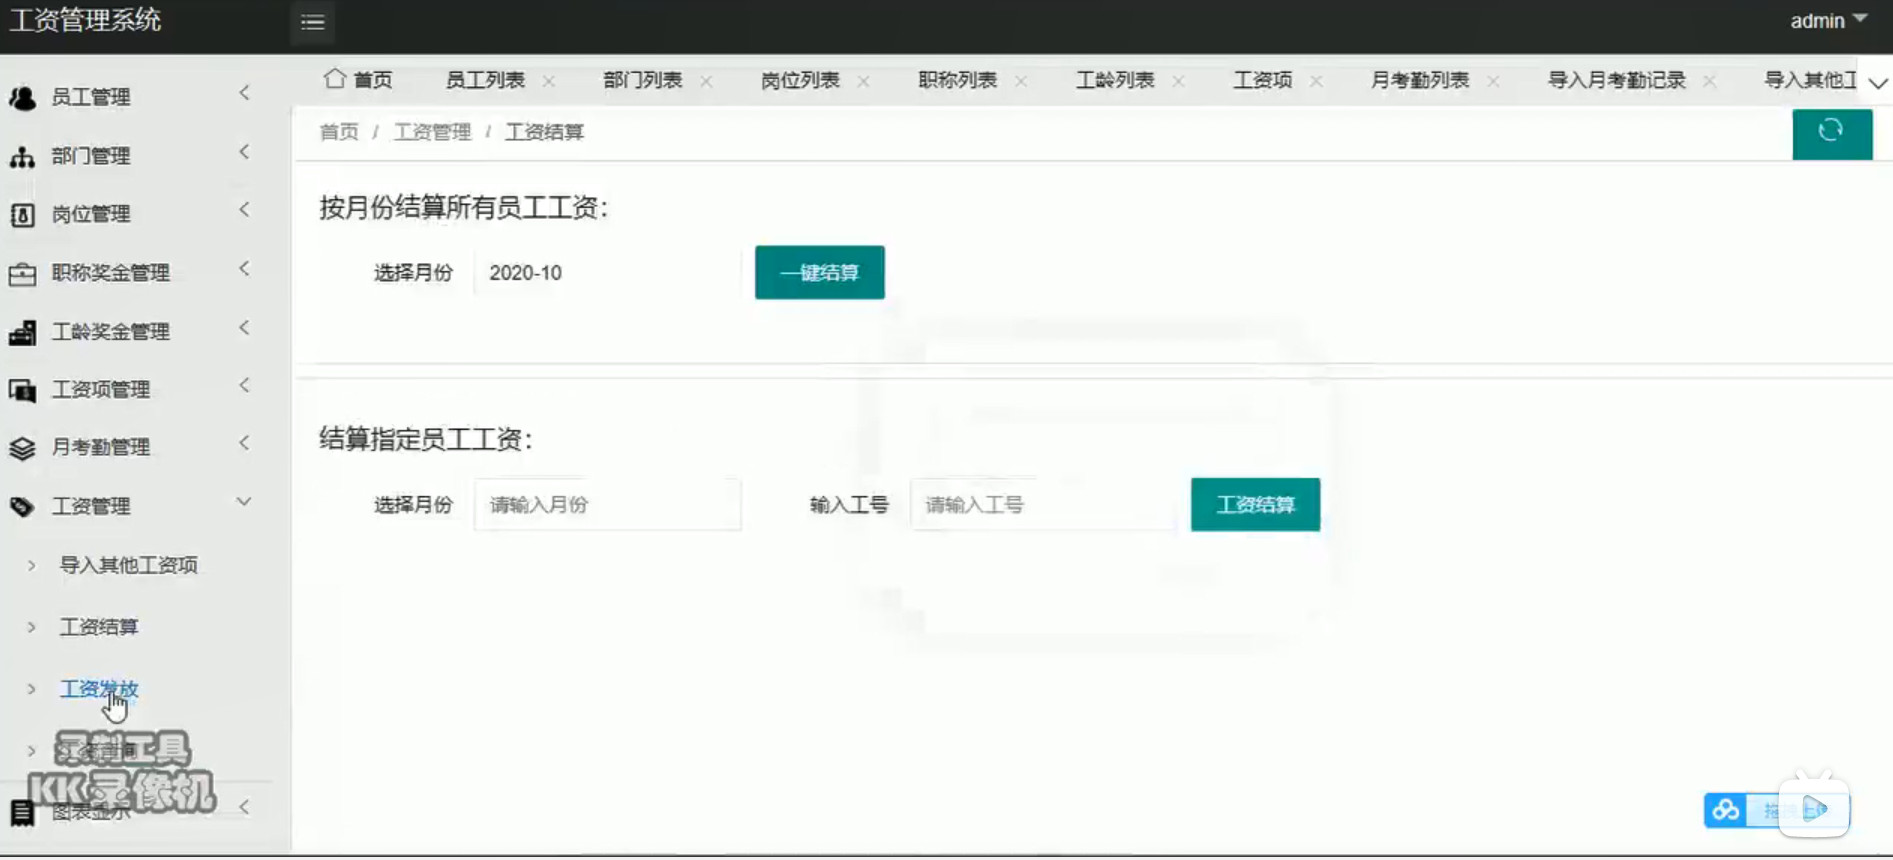 工资管理系统
admin
首页 员工列表 部门列表 岗位列表 职称列表 工龄列表 工资项 月考勤列表 导入月考勤记录 导入其他工
首页 / 工资管理 / 工资结算
员工管理
部门管理
岗位管理
职称奖金管理
工龄奖金管理
工资项管理
月考勤管理
工资管理
导入其他工资项
工资结算
工资发放
录制工具
KK录像机
图表显示
按月份结算所有员工工资：
选择月份 2020-10 一键结算
结算指定员工工资：
选择月份 请输入月份 输入工号 请输入工号 工资结算